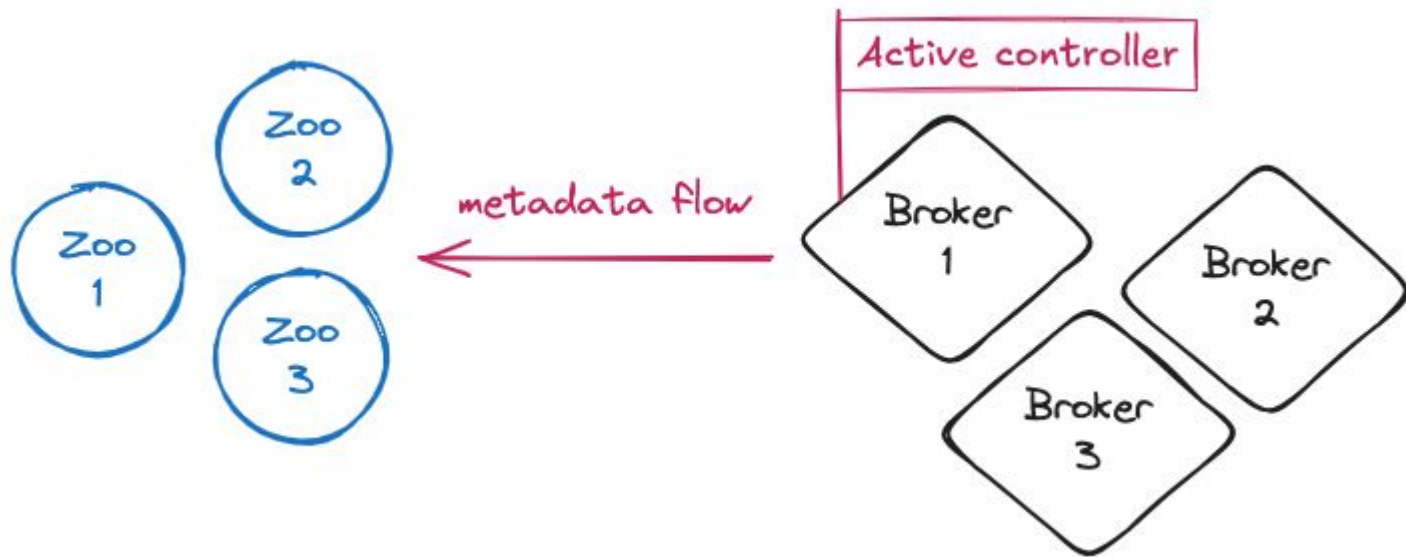 Active controller
Zoo
2
Zoo
1
Zoo
3
metadata flow
Broker
1
Broker
2
Broker
3